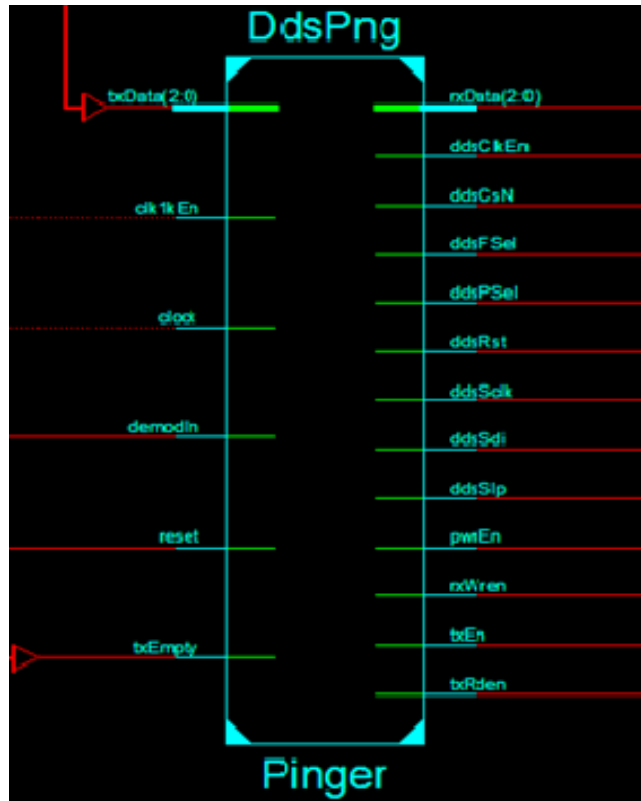 DdsPng
txData(2:0)
clk1kEn
clock
demodIn
reset
txEmpty
rxData(2:0)
ddsClkEn
ddsCsN
ddsFSel
ddsPSel
ddsRst
ddsSclk
ddsSdi
ddsSlp
pwrEn
rxWren
txEn
txRden
Pinger